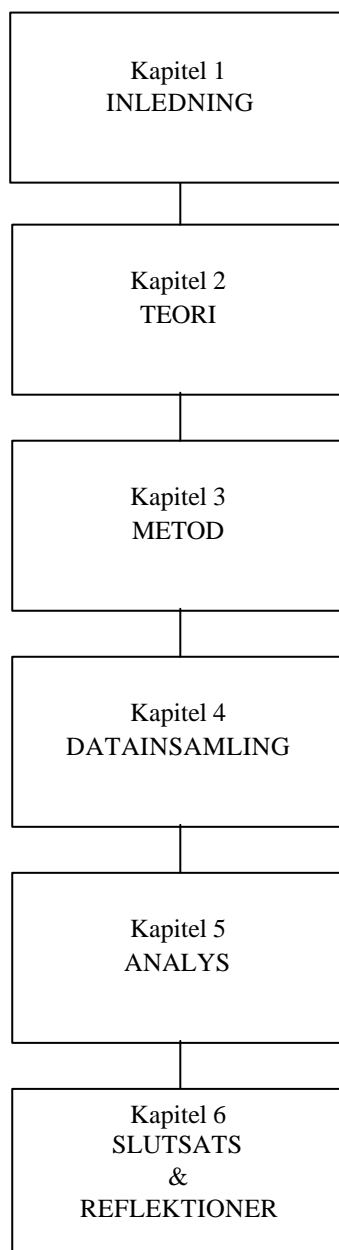 Kapitel 1
INLEDNING
Kapitel 2
TEORI
Kapitel 3
METOD
Kapitel 4
DATAINSAMLING
Kapitel 5
ANALYS
Kapitel 6
SLUTSATS
&
REFLEKTIONER